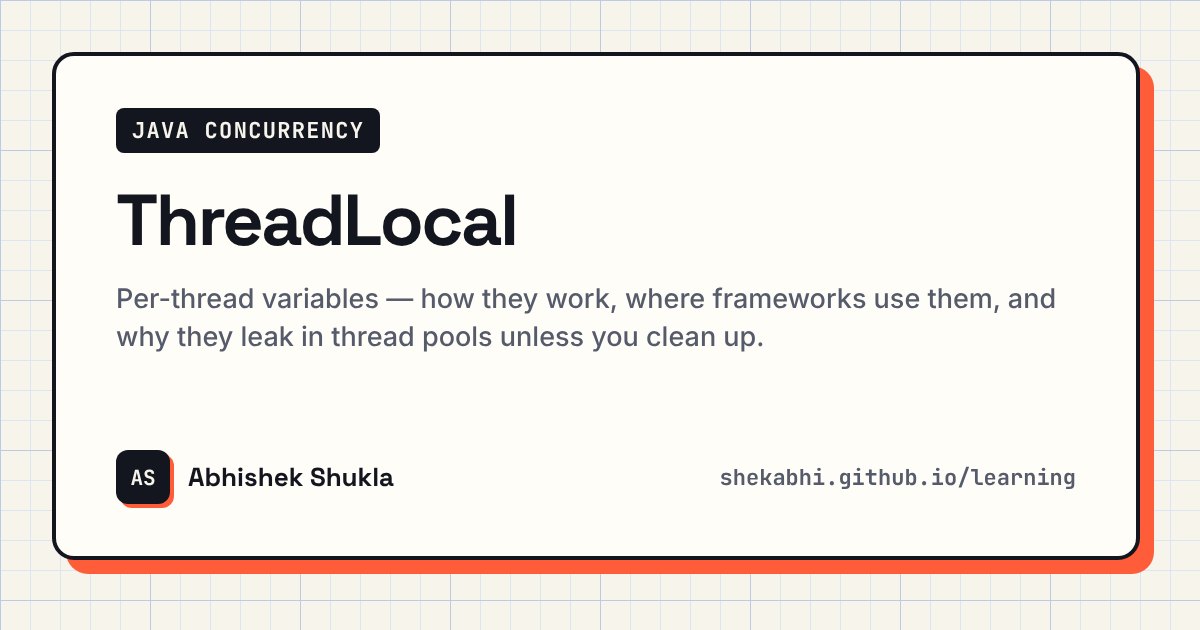 JAVA CONCURRENCY
ThreadLocal
Per-thread variables — how they work, where frameworks use them, and
why they leak in thread pools unless you clean up.
AS
Abhishek Shukla
shekabhi.github.io/learning